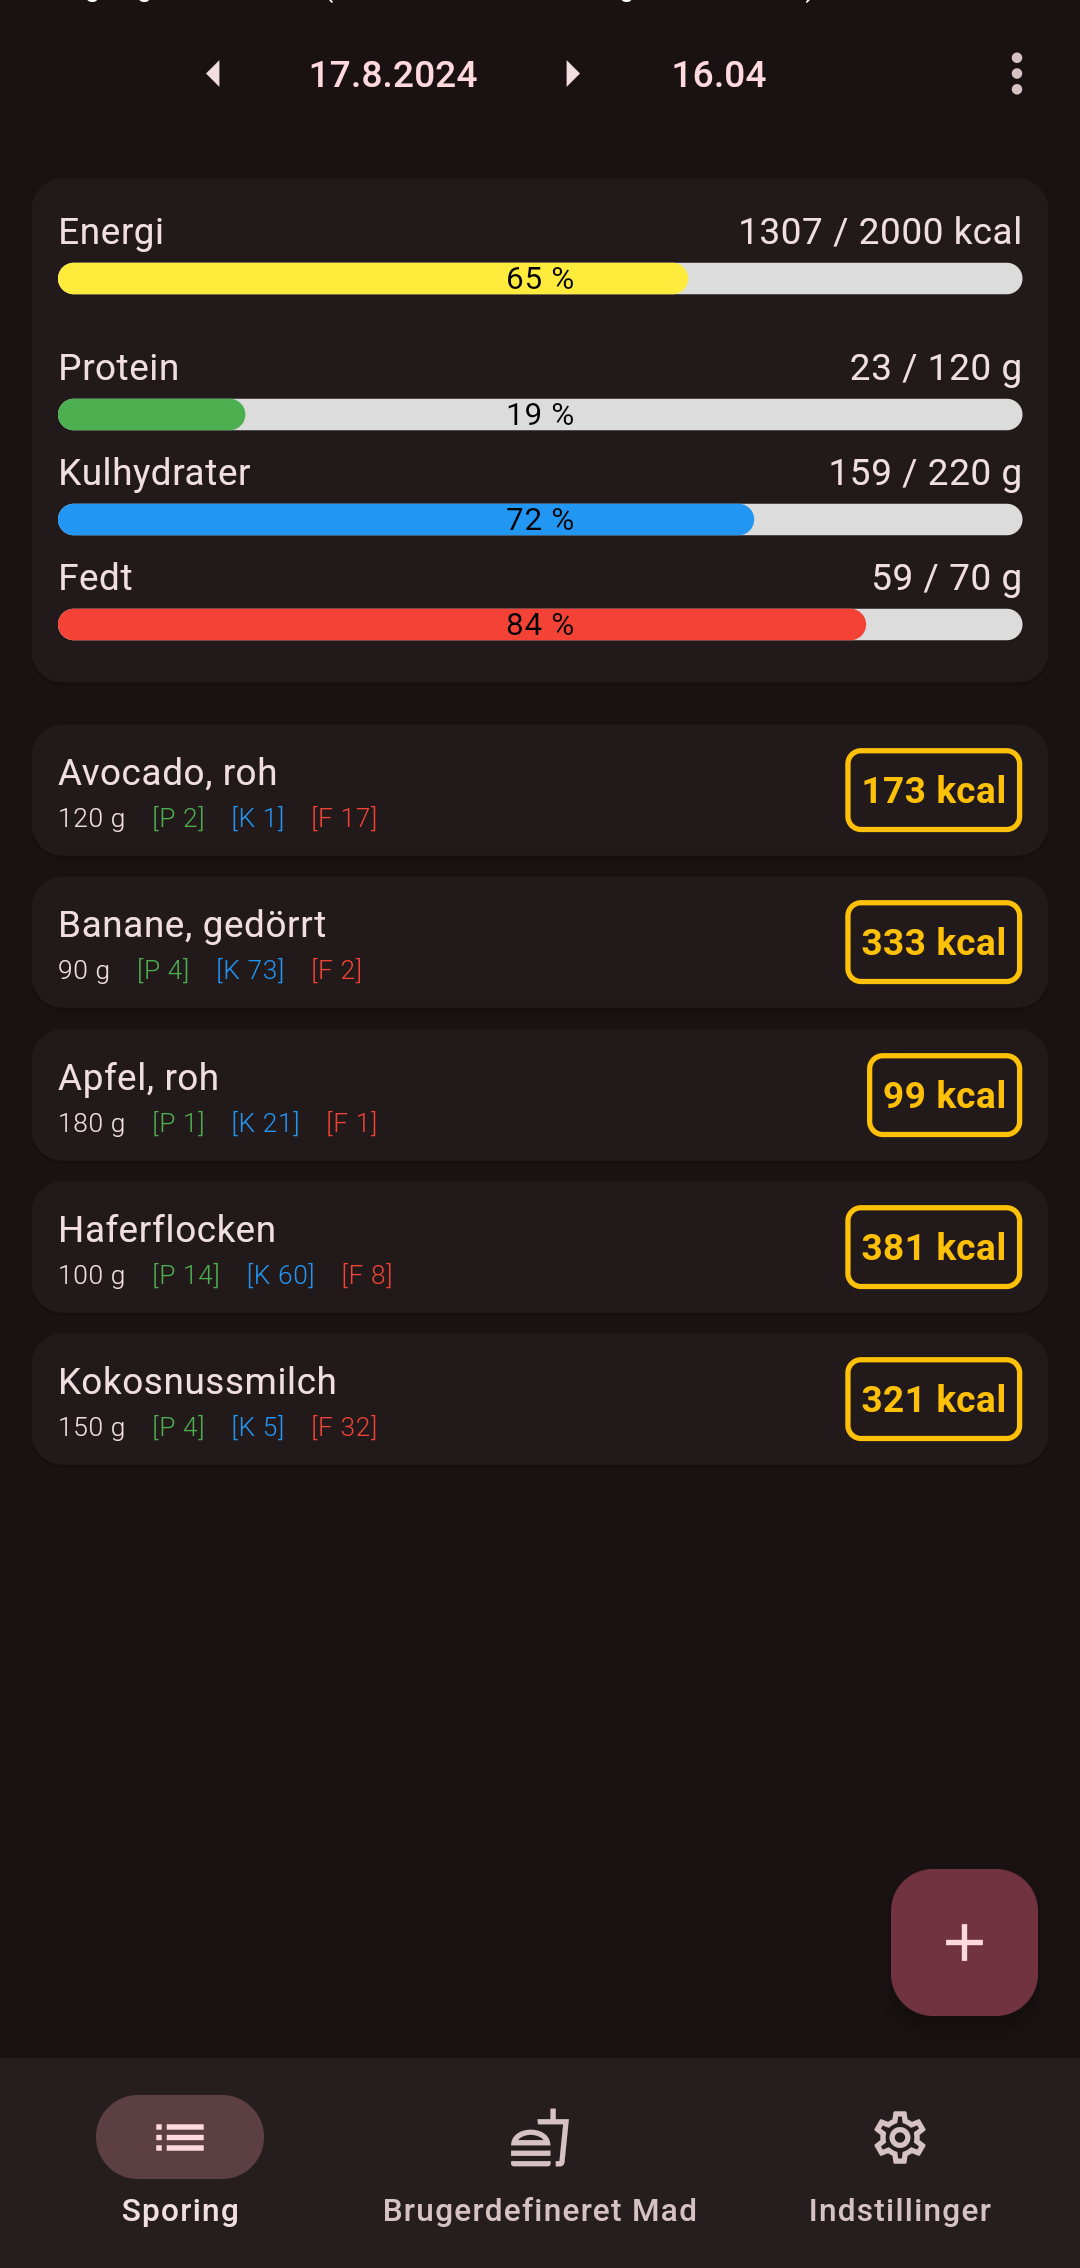 17.8.2024 16.04
Energi 1307 / 2000 kcal
65 %
Protein 23 / 120 g
19 %
Kulhydrater 159 / 220 g
72 %
Fedt 59 / 70 g
84 %
Avocado, roh 173 kcal
120 g [P 2] [K 1] [F 17]
Banane, gedörrt 333 kcal
90 g [P 4] [K 73] [F 2]
Apfel, roh 99 kcal
180 g [P 1] [K 21] [F 1]
Haferflocken 381 kcal
100 g [P 14] [K 60] [F 8]
Kokosnussmilch 321 kcal
150 g [P 4] [K 5] [F 32]
Sporing Brugerdefineret Mad Indstillinger